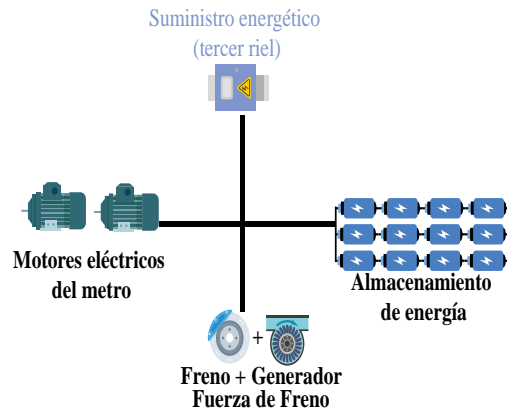 Suministro energético
(tercer riel)
Motores eléctricos
del metro
Almacenamiento
de energía
+
Freno + Generador
Fuerza de Freno